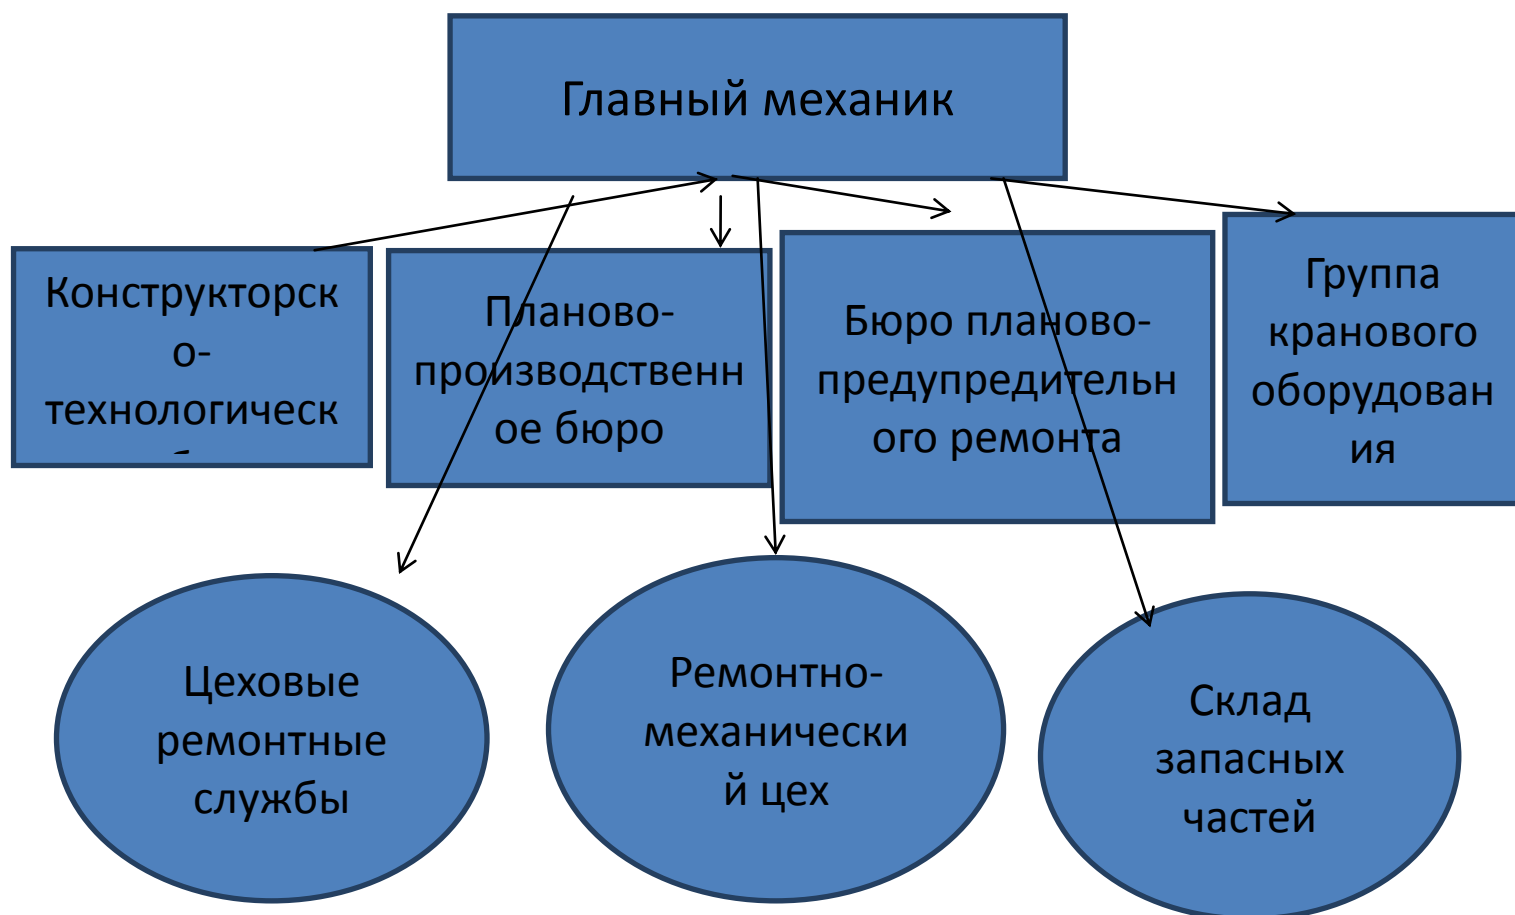 Главный механик
Конструкторск
о-
технологическ
Планово-
производственн
ое бюро
Бюро планово-
предупредительн
ого ремонта
Группа
кранового
оборудован
ия
Цеховые
ремонтные
службы
Ремонтно-
механически
й цех
Склад
запасных
частей